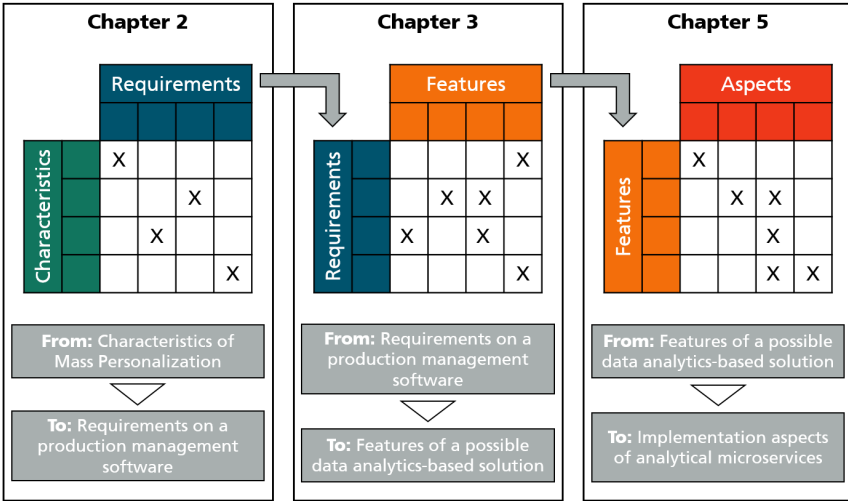 Chapter 2
Requirements
Characteristics
X
X
X
X
From: Characteristics of
Mass Personalization
To: Requirements on a
production management
software
Chapter 3
Features
Requirements
X
X X
X X
X
From: Requirements on a
production management
software
To: Features of a possible
data analytics-based solution
Chapter 5
Aspects
Features
X
X X
X
X X
From: Features of a possible
data analytics-based solution
To: Implementation aspects
of analytical microservices